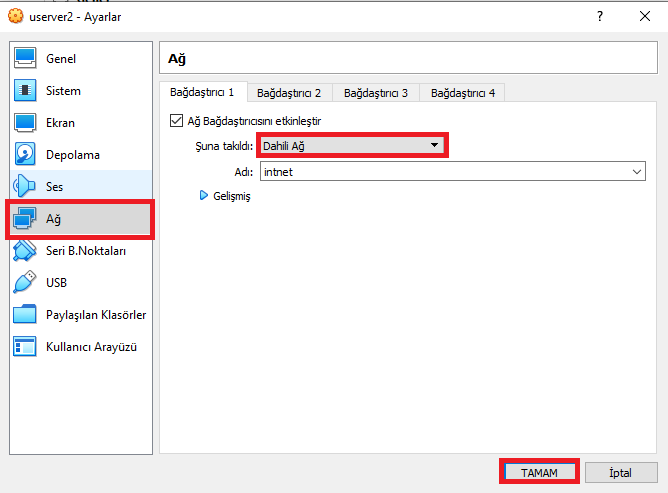 userver2 - Ayarlar
?
Genel
Sistem
Ekran
Depolama
Ses
Ağ
Seri B.Noktaları
USB
Paylaşılan Klasörler
Kullanıcı Arayüzü
Ağ
Bağdaştırıcı 1 Bağdaştırıcı 2 Bağdaştırıcı 3 Bağdaştırıcı 4
Ağ Bağdaştırıcısını etkinleştir
Şuna takıldı: Dahili Ağ
Adı: intnet
Gelişmiş
TAMAM İptal